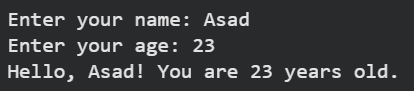 Enter your name: Asad
Enter your age: 23
Hello, Asad! You are 23 years old.